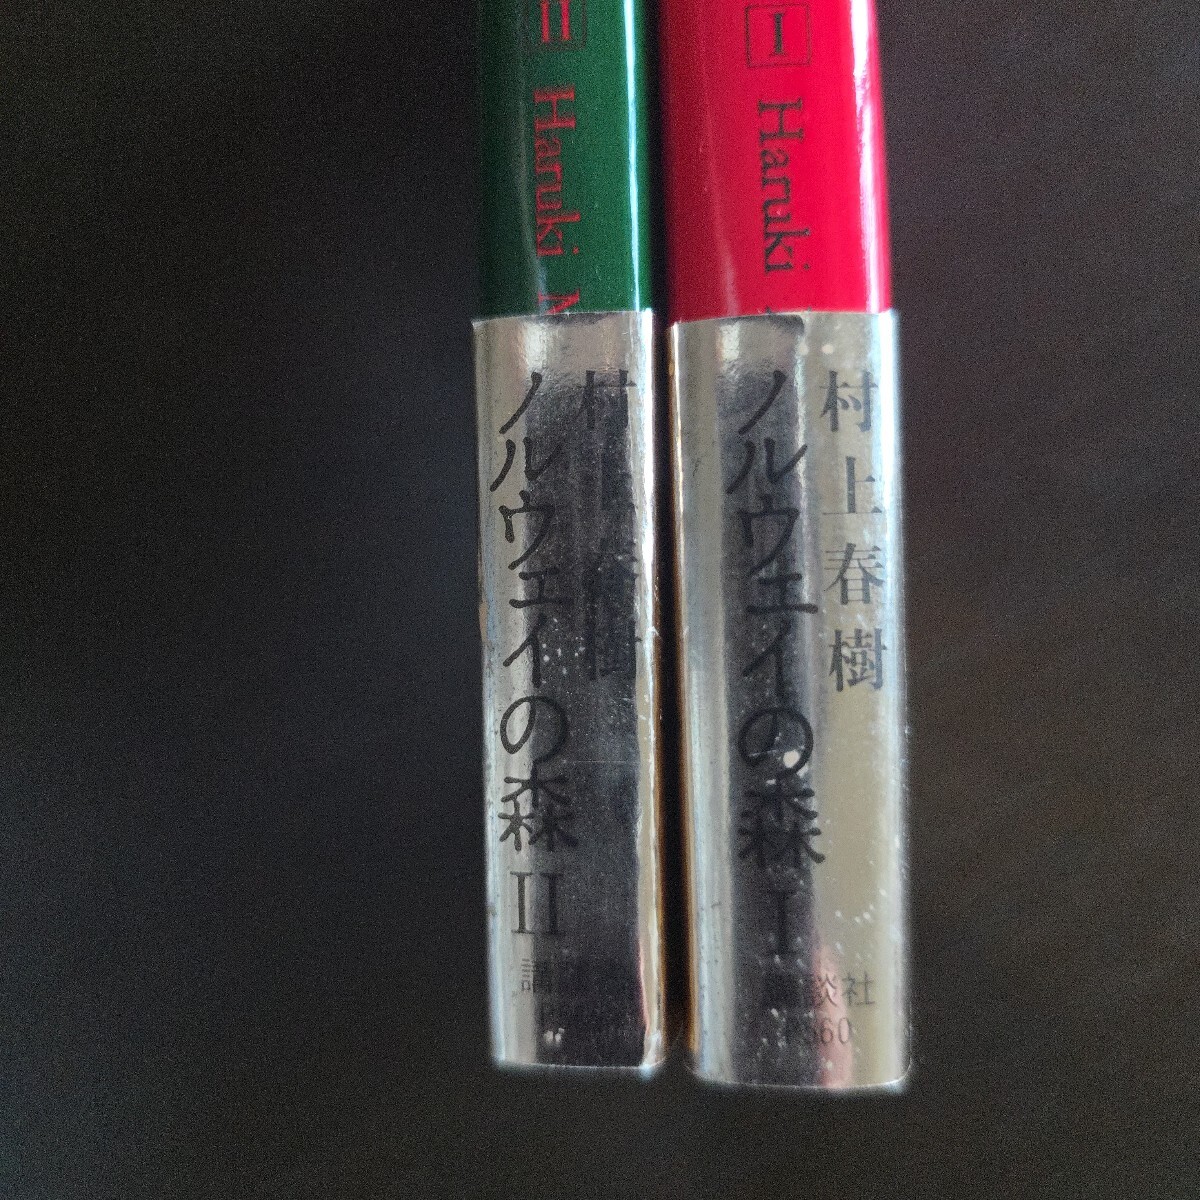 II Haruki
村上春樹
ノルウェイの森 II
I Haruki
村上春樹
ノルウェイの森 I
講談社